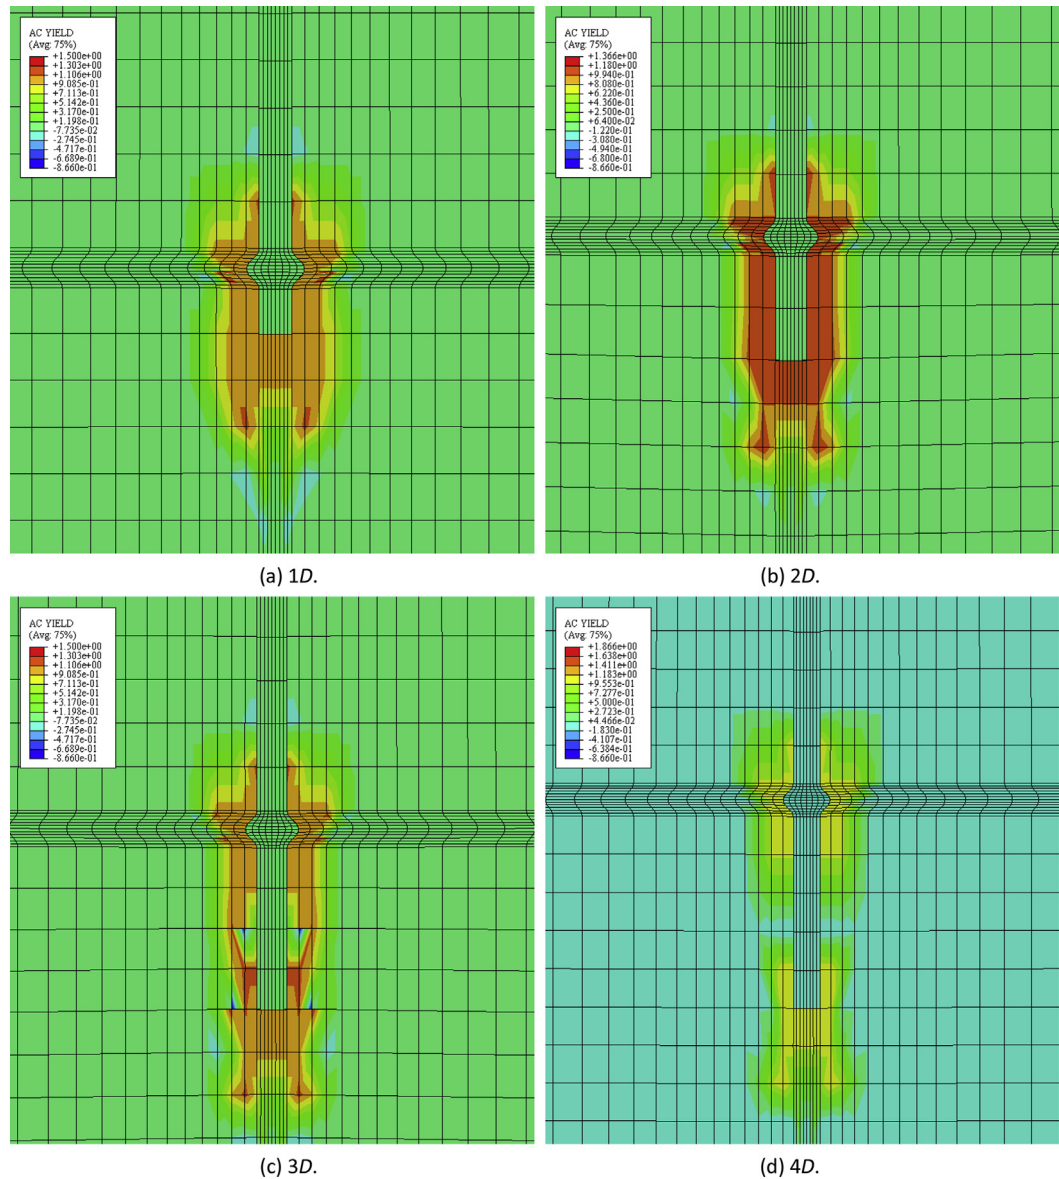 AC YIELD
(Avg: 75%)
+1.500e+00
+1.303e+00
+1.106e+00
+9.085e-01
+7.113e-01
+5.142e-01
+3.170e-01
+1.198e-01
-7.735e-02
-2.745e-01
-4.717e-01
-6.689e-01
-8.660e-01
AC YIELD
(Avg: 75%)
+1.366e+00
+1.180e+00
+9.940e-01
+8.080e-01
+6.220e-01
+4.360e-01
+2.500e-01
+6.400e-02
-1.220e-01
-3.080e-01
-4.940e-01
-6.800e-01
-8.660e-01
(a) 1D.
(b) 2D.
AC YIELD
(Avg: 75%)
+1.500e+00
+1.303e+00
+1.106e+00
+9.085e-01
+7.113e-01
+5.142e-01
+3.170e-01
+1.198e-01
-7.735e-02
-2.745e-01
-4.717e-01
-6.689e-01
-8.660e-01
AC YIELD
(Avg: 75%)
+1.866e+00
+1.638e+00
+1.411e+00
+1.183e+00
+9.553e-01
+7.277e-01
+5.000e-01
+2.723e-01
+4.466e-02
-1.830e-01
-4.107e-01
-6.384e-01
-8.660e-01
(c) 3D.
(d) 4D.